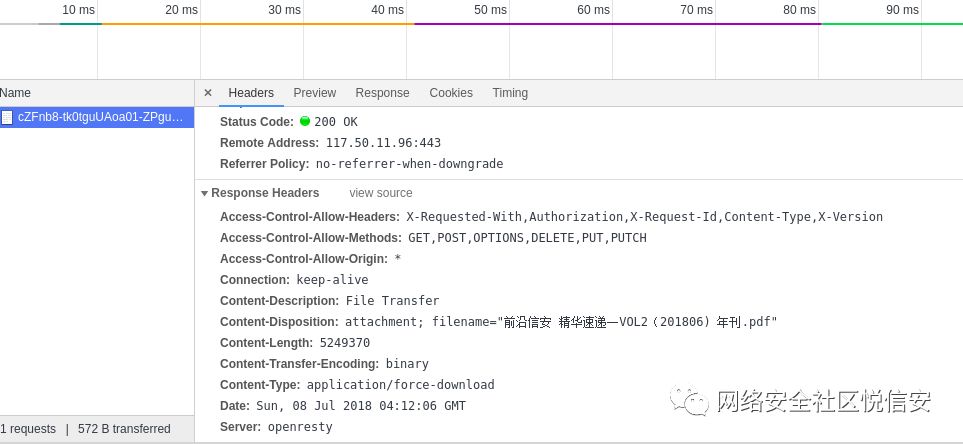 10 ms 20 ms 30 ms 40 ms 50 ms 60 ms 70 ms 80 ms 90 ms
Name × Headers Preview Response Cookies Timing
cZFnb8-tk0tguUAoa01-ZPgu…
Status Code: 200 OK
Remote Address: 117.50.11.96:443
Referrer Policy: no-referrer-when-downgrade
Response Headers view source
Access-Control-Allow-Headers: X-Requested-With,Authorization,X-Request-Id,Content-Type,X-Version
Access-Control-Allow-Methods: GET,POST,OPTIONS,DELETE,PUT,PUTCH
Access-Control-Allow-Origin: *
Connection: keep-alive
Content-Description: File Transfer
Content-Disposition: attachment; filename="前沿信安 精华速递—VOL2（201806）年刊.pdf"
Content-Length: 5249370
Content-Transfer-Encoding: binary
Content-Type: application/force-download
Date: Sun, 08 Jul 2018 04:12:06 GMT
Server: openresty
网络安全社区悦信安
1 requests | 572 B transferred